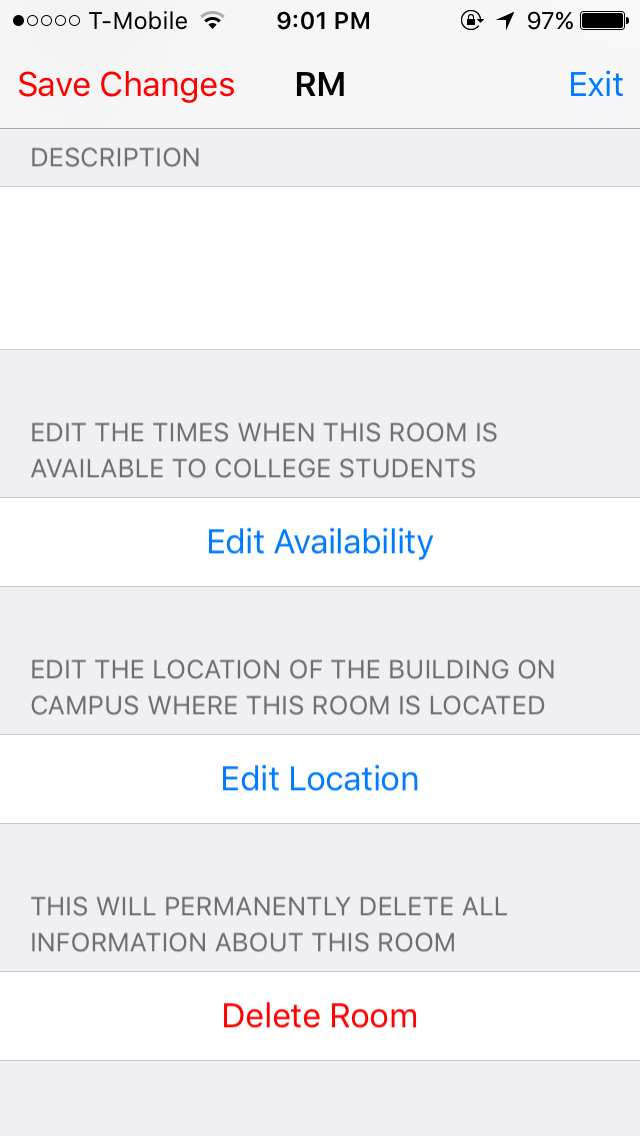 T-Mobile 9:01 PM 97%
Save Changes RM Exit
DESCRIPTION
EDIT THE TIMES WHEN THIS ROOM IS
AVAILABLE TO COLLEGE STUDENTS
Edit Availability
EDIT THE LOCATION OF THE BUILDING ON
CAMPUS WHERE THIS ROOM IS LOCATED
Edit Location
THIS WILL PERMANENTLY DELETE ALL
INFORMATION ABOUT THIS ROOM
Delete Room